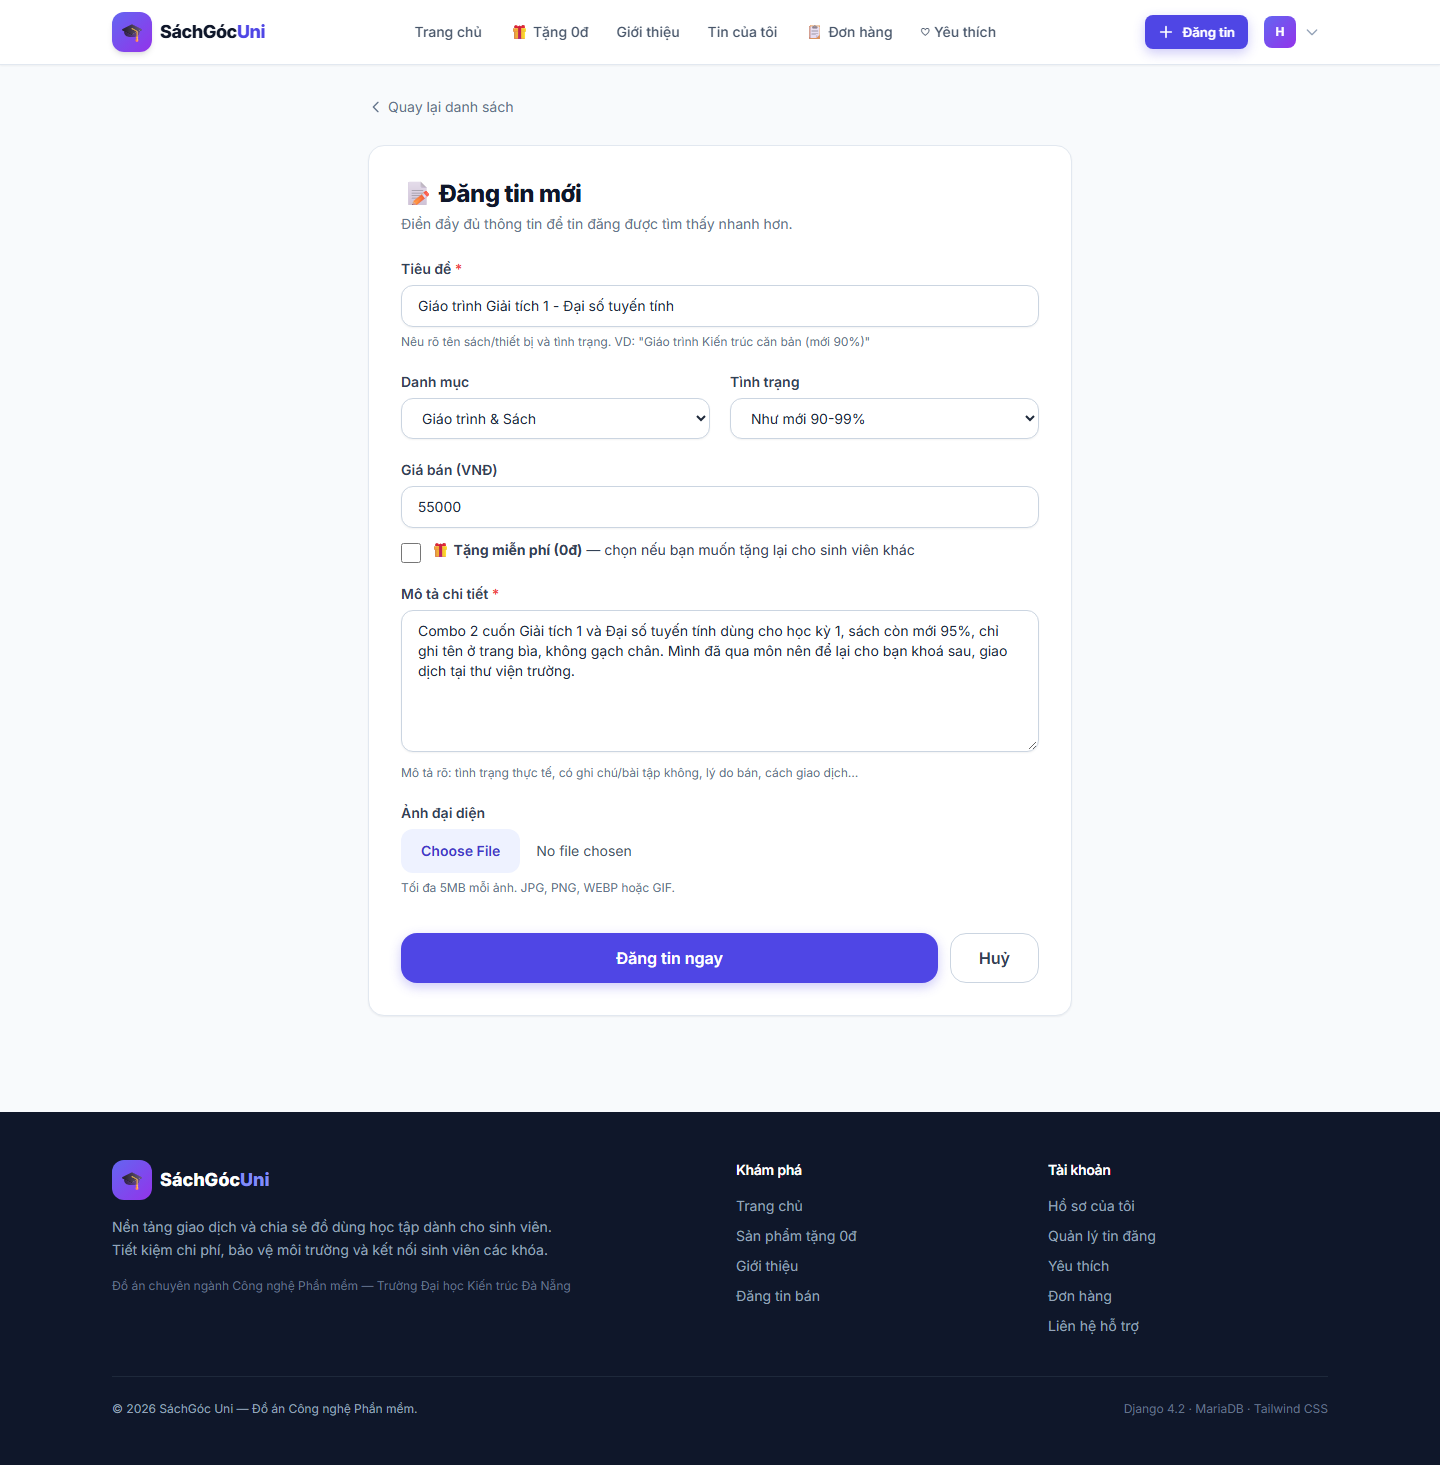 SáchGócUni
Trang chủ
Tặng 0đ
Giới thiệu
Tin của tôi
Đơn hàng
Yêu thích
Đăng tin
H
Quay lại danh sách
Đăng tin mới
Điền đầy đủ thông tin để tin đăng được tìm thấy nhanh hơn.
Tiêu đề *
Giáo trình Giải tích 1 - Đại số tuyến tính
Nêu rõ tên sách/thiết bị và tình trạng. VD: "Giáo trình Kiến trúc căn bản (mới 90%)"
Danh mục
Tình trạng
Giáo trình & Sách
Như mới 90-99%
Giá bán (VNĐ)
55000
Tặng miễn phí (0đ) — chọn nếu bạn muốn tặng lại cho sinh viên khác
Mô tả chi tiết *
Combo 2 cuốn Giải tích 1 và Đại số tuyến tính dùng cho học kỳ 1, sách còn mới 95%, chỉ
ghi tên ở trang bìa, không gạch chân. Mình đã qua môn nên để lại cho bạn khoá sau, giao
dịch tại thư viện trường.
Mô tả rõ: tình trạng thực tế, có ghi chú/bài tập không, lý do bán, cách giao dịch...
Ảnh đại diện
Choose File
No file chosen
Tối đa 5MB mỗi ảnh. JPG, PNG, WEBP hoặc GIF.
Đăng tin ngay
Huỷ
SáchGócUni
Nền tảng giao dịch và chia sẻ đồ dùng học tập dành cho sinh viên.
Tiết kiệm chi phí, bảo vệ môi trường và kết nối sinh viên các khóa.
Đồ án chuyên ngành Công nghệ Phần mềm — Trường Đại học Kiến trúc Đà Nẵng
Khám phá
Trang chủ
Sản phẩm tặng 0đ
Giới thiệu
Đăng tin bán
Tài khoản
Hồ sơ của tôi
Quản lý tin đăng
Yêu thích
Đơn hàng
Liên hệ hỗ trợ
© 2026 SáchGóc Uni — Đồ án Công nghệ Phần mềm.
Django 4.2 · MariaDB · Tailwind CSS